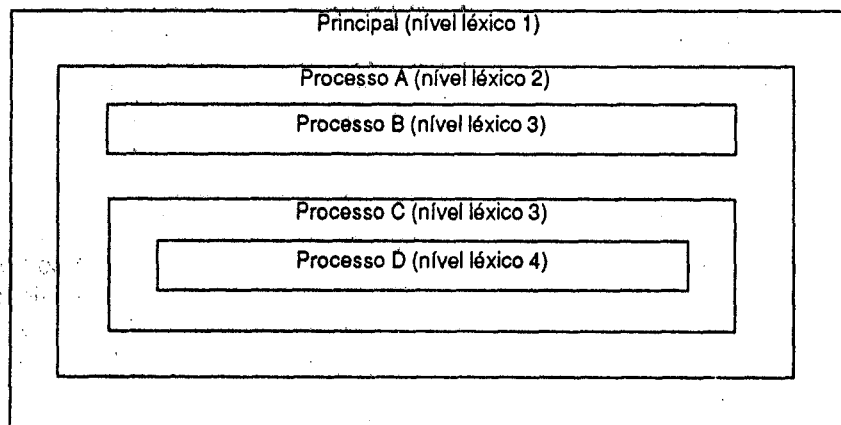 Principal (nível léxico 1)
Processo A (nível léxico 2)
Processo B (nível léxico 3)
Processo C (nível léxico 3)
Processo D (nível léxico 4)